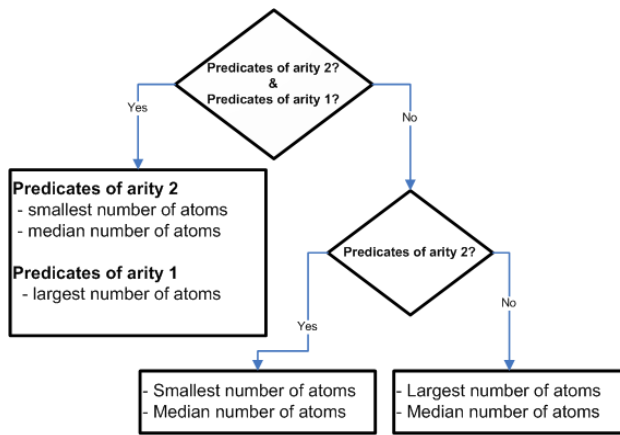 Predicates of arity 2?
&
Predicates of arity 1?
Yes
No
Predicates of arity 2
- smallest number of atoms
- median number of atoms
Predicates of arity 1
- largest number of atoms
Predicates of arity 2?
Yes
No
- Smallest number of atoms
- Median number of atoms
- Largest number of atoms
- Median number of atoms